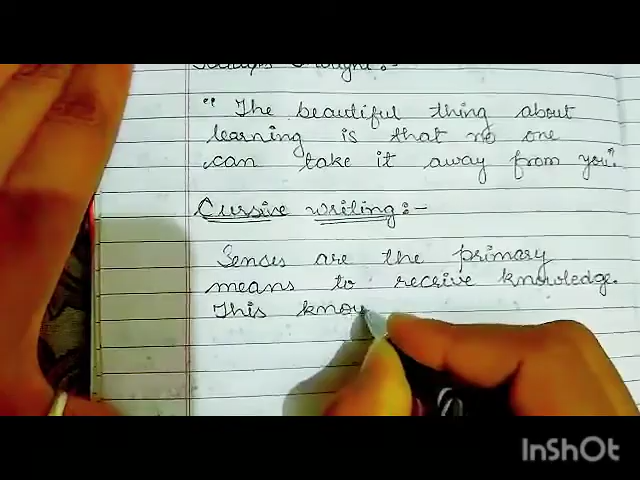 thought:-
" The beautiful thing about
learning is that no one
can take it away from you".
Cursive writing:-
Senses are the primary
means to receive knowledge.
This know
InShOt